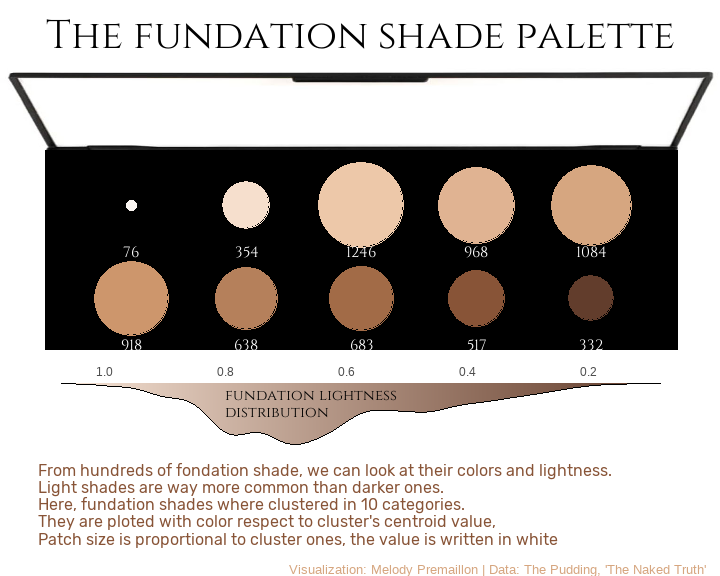 THE FUNDATION SHADE PALETTE
76 354 1246 968 1084
918 638 683 517 332
1.0 0.8 0.6 0.4 0.2
FUNDATION LIGHTNESS
DISTRIBUTION
From hundreds of fondation shade, we can look at their colors and lightness.
Light shades are way more common than darker ones.
Here, fundation shades where clustered in 10 categories.
They are ploted with color respect to cluster's centroid value,
Patch size is proportional to cluster ones, the value is written in white
Visualization: Melody Premaillon | Data: The Pudding, 'The Naked Truth'